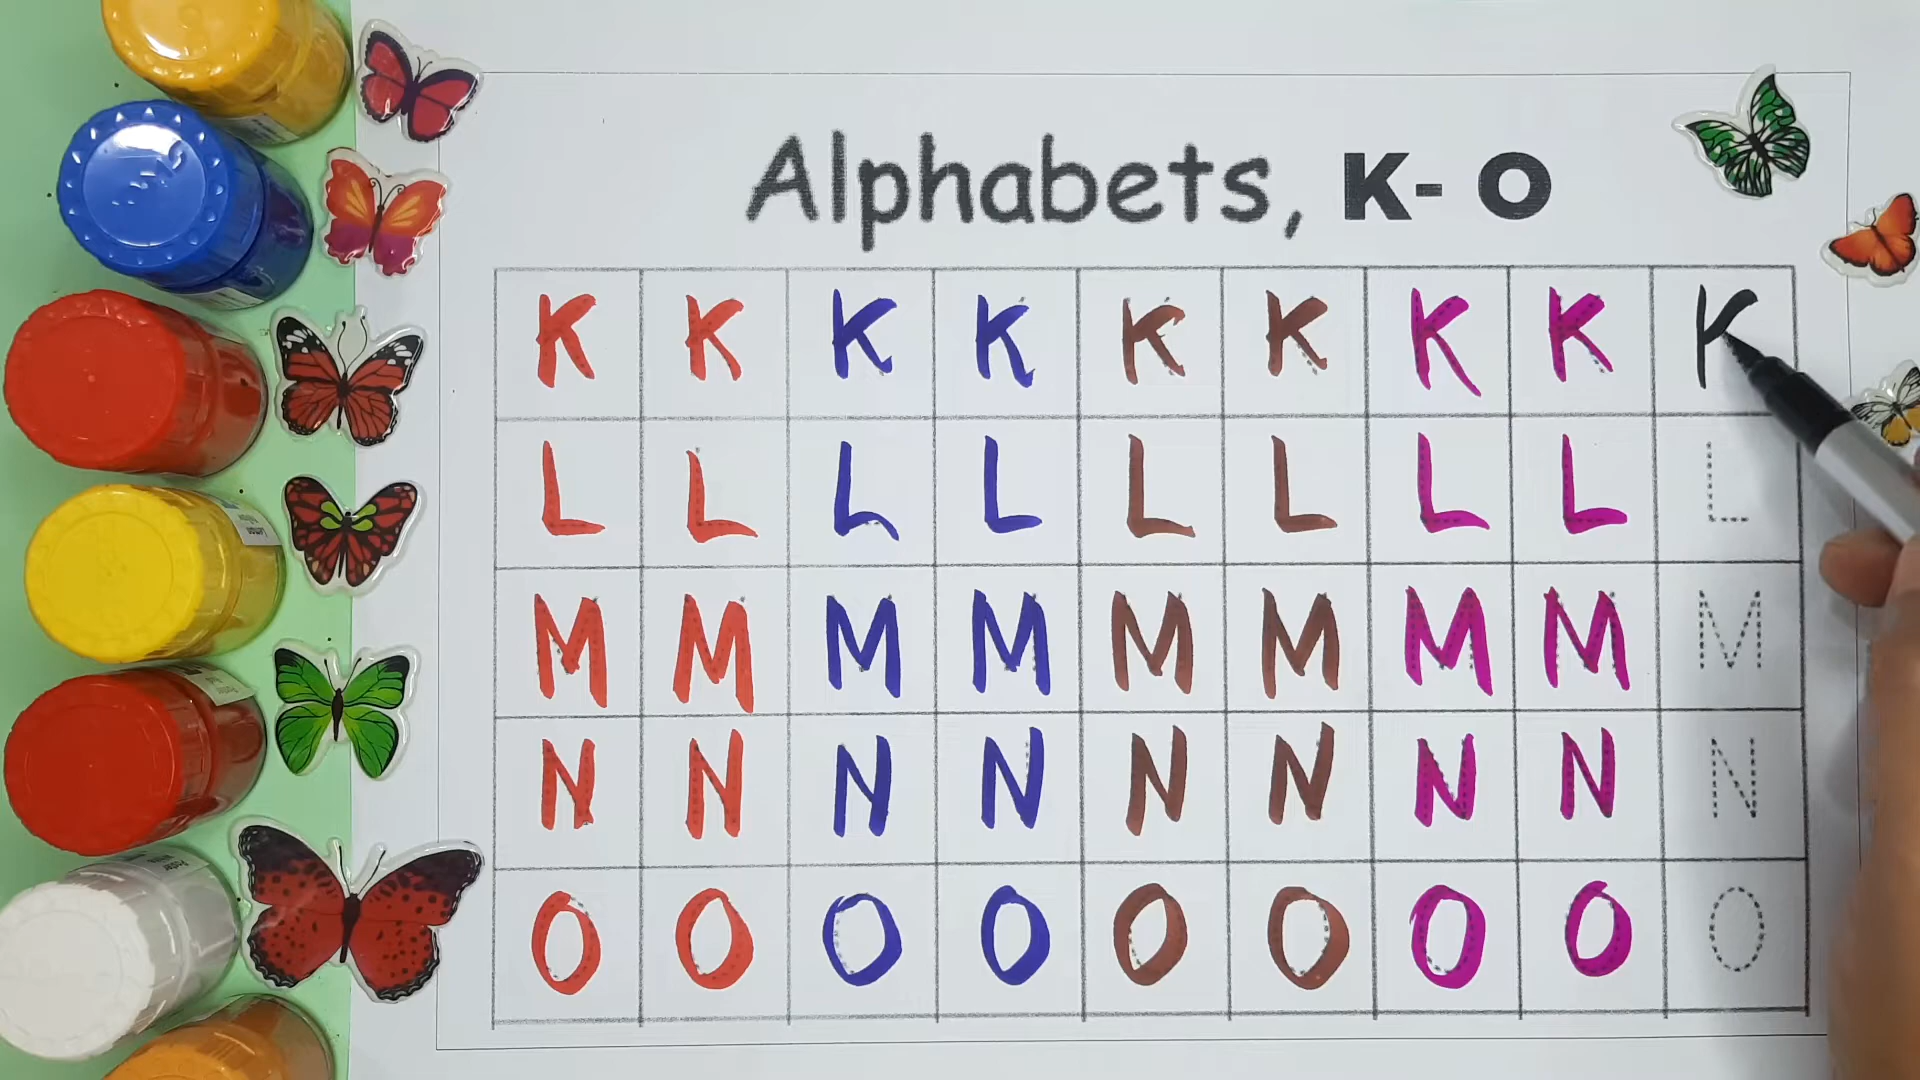 Alphabets, K- O
K K K K K K K K K
L L L L L L L L L
M M M M M M M M M
N N N N N N N N N
O O O O O O O O O